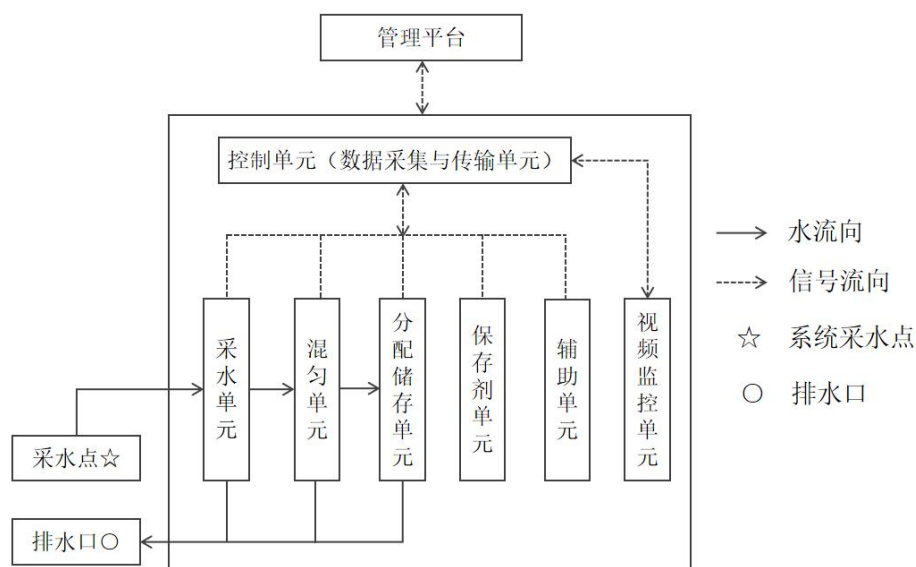 管理平台
控制单元（数据采集与传输单元）
采水单元
混匀单元
分配储存单元
保存剂单元
辅助单元
视频监控单元
采水点☆
排水口○
水流向
信号流向
☆ 系统采水点
○ 排水口